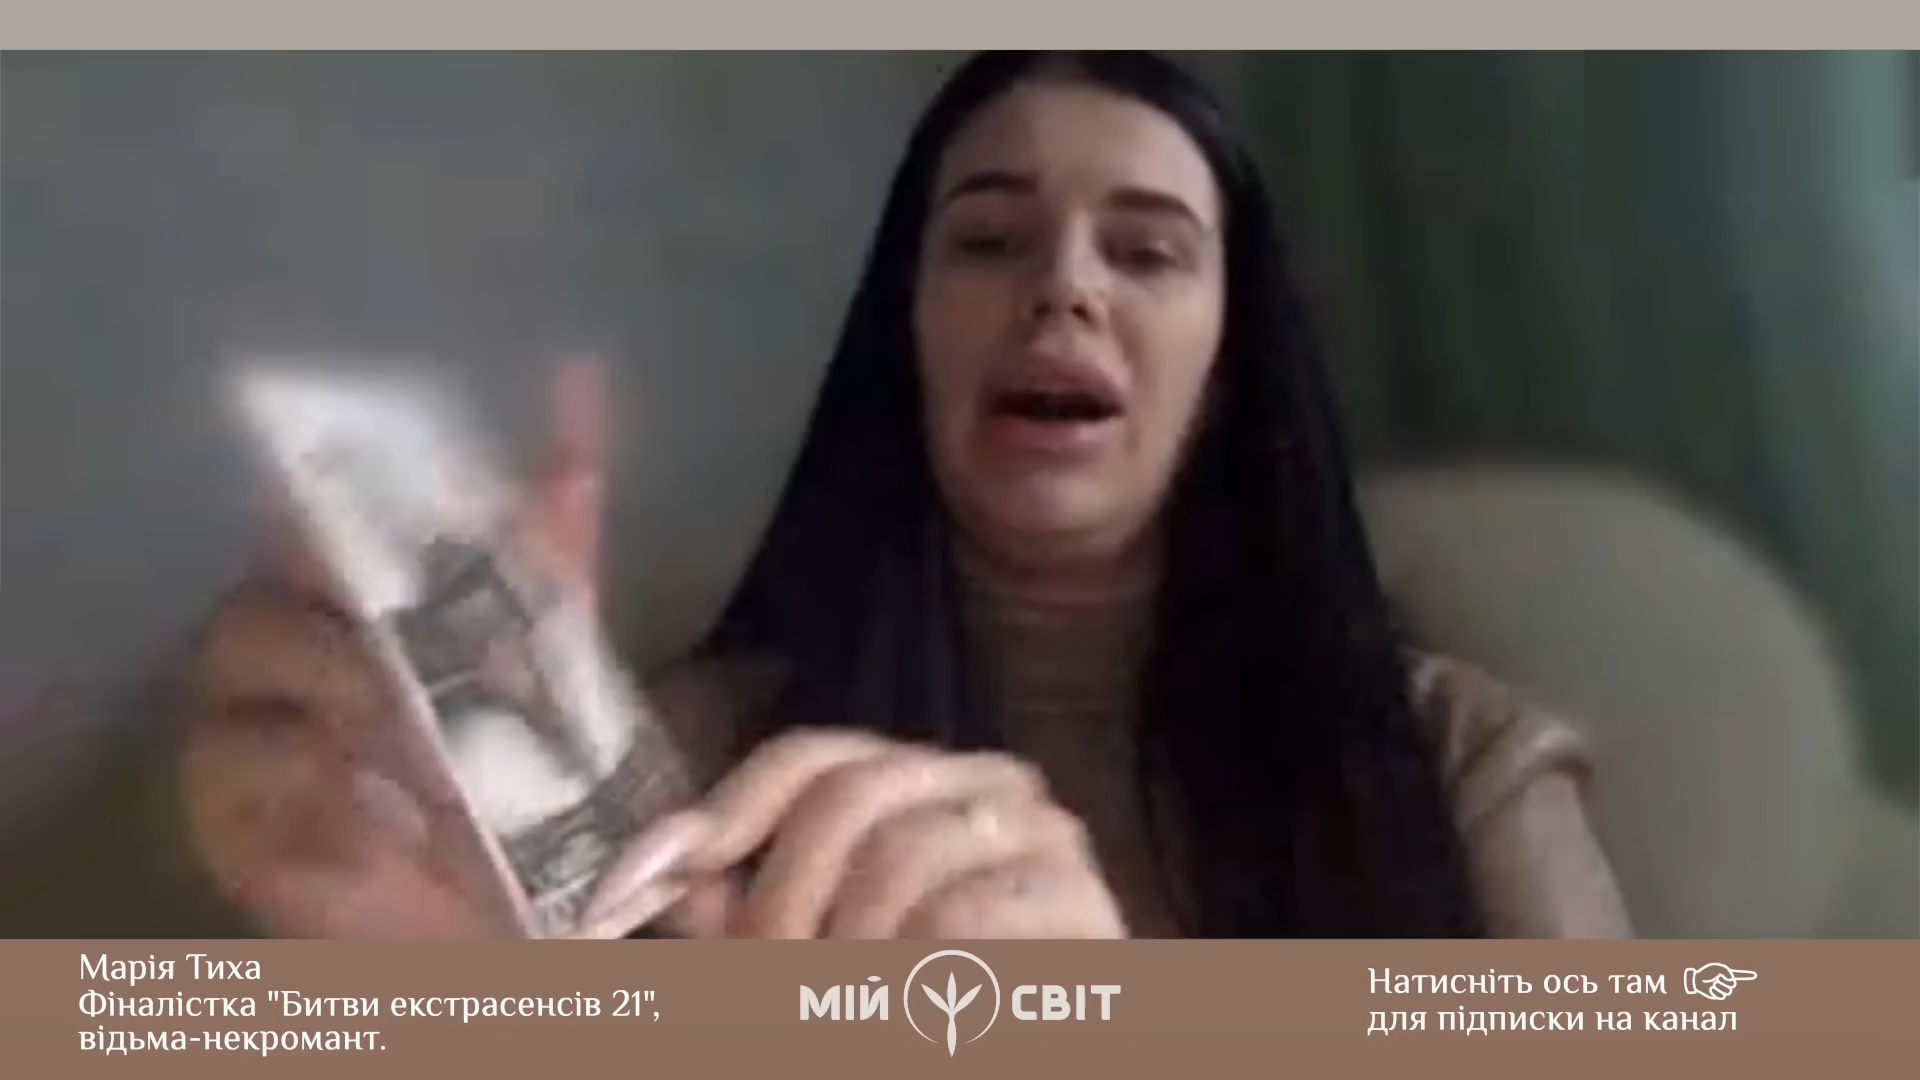 Марія Тиха
Фіналістка "Битви екстрасенсів 21",
відьма-некромант.
МІЙ СВІТ
Натисніть ось там
для підписки на канал